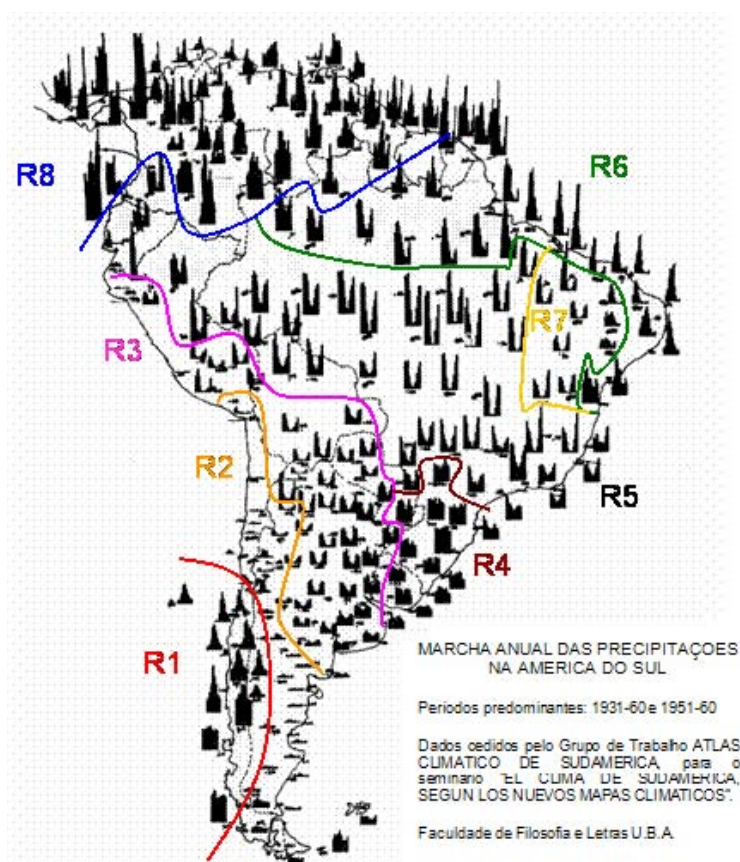 R8
R6
R7
R3
R2
R5
R4
R1
MARCHA ANUAL DAS PRECIPITAÇOES
NA AMERICA DO SUL
Periodos predominantes: 1931-60 e 1951-60
Dados cedidos pelo Grupo de Trabalho ATLAS
CLIMATICO DE SUDAMERICA, para o
seminário "EL CLIMA DE SUDAMERICA,
SEGUN LOS NUEVOS MAPAS CLIMATICOS".
Faculdade de Filosofia e Letras U.B.A.